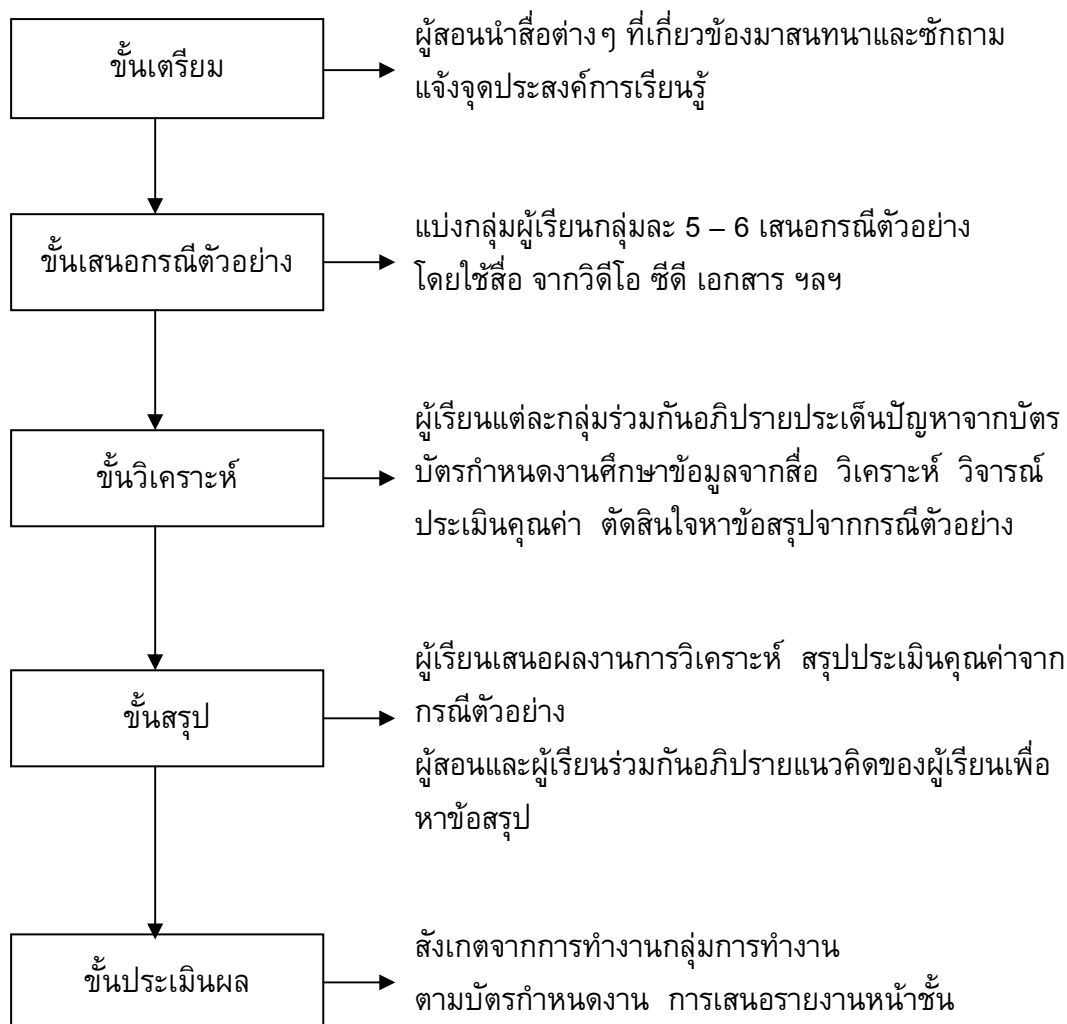 ขั้นเตรียม
ผู้สอนนำสื่อต่างๆ ที่เกี่ยวข้องมาสนทนาและซักถาม
แจ้งจุดประสงค์การเรียนรู้
ขั้นเสนอกรณีตัวอย่าง
แบ่งกลุ่มผู้เรียนกลุ่มละ 5 – 6 เสนอกรณีตัวอย่าง
โดยใช้สื่อ จากวิดีโอ ซีดี เอกสาร ฯลฯ
ขั้นวิเคราะห์
ผู้เรียนแต่ละกลุ่มร่วมกันอภิปรายประเด็นปัญหาจากบัตร
บัตรกำหนดงานศึกษาข้อมูลจากสื่อ วิเคราะห์ วิจารณ์
ประเมินคุณค่า ตัดสินใจหาข้อสรุปจากกรณีตัวอย่าง
ขั้นสรุป
ผู้เรียนเสนอผลงานการวิเคราะห์ สรุปประเมินคุณค่าจาก
กรณีตัวอย่าง
ผู้สอนและผู้เรียนร่วมกันอภิปรายแนวคิดของผู้เรียนเพื่อ
หาข้อสรุป
ขั้นประเมินผล
สังเกตจากการทำงานกลุ่มการทำงาน
ตามบัตรกำหนดงาน การเสนอรายงานหน้าชั้น